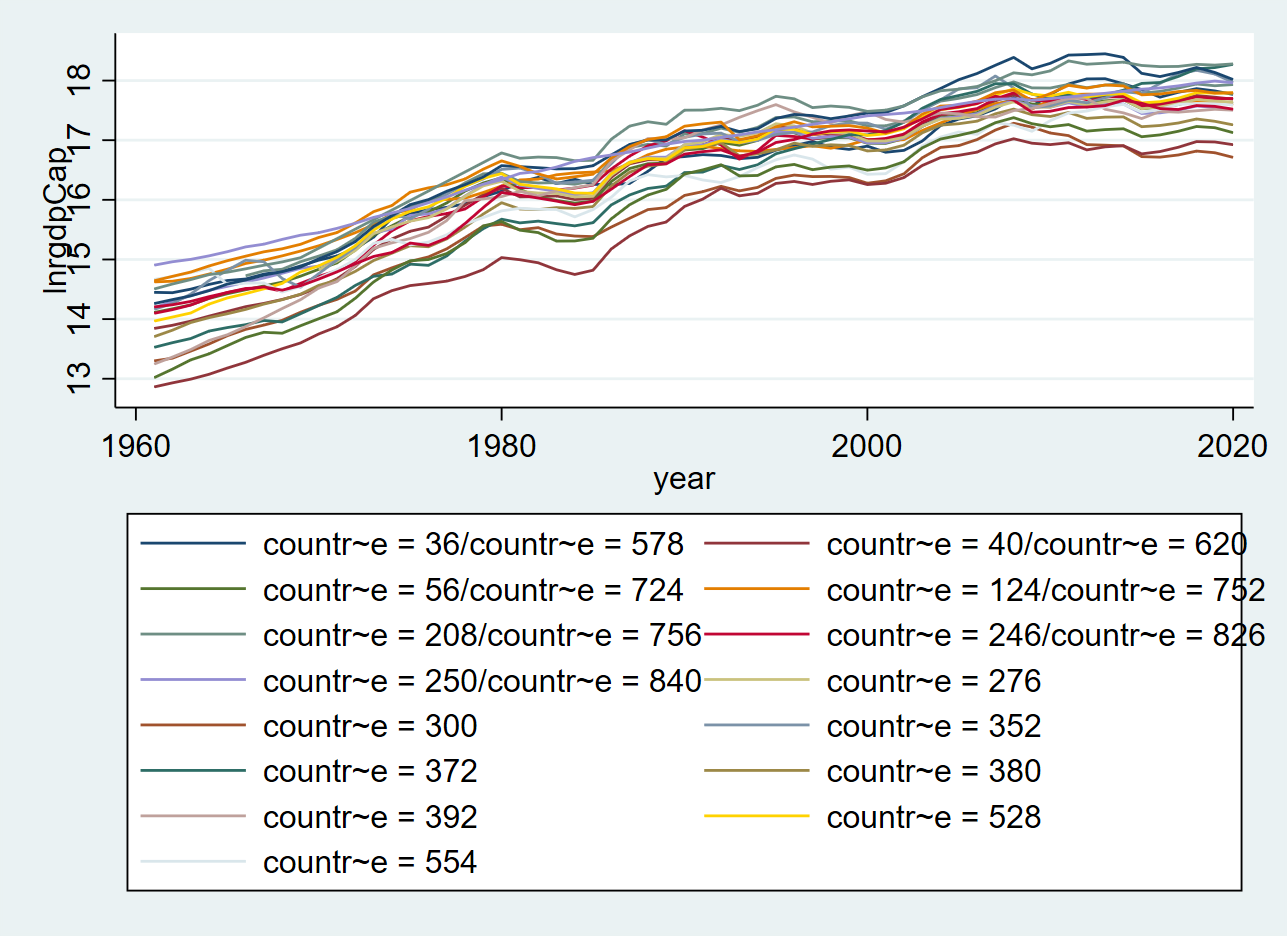 lnrgdpCap
18
17
16
15
14
13
1960 1980 2000 2020
year
countr~e = 36/countr~e = 578 countr~e = 40/countr~e = 620
countr~e = 56/countr~e = 724 countr~e = 124/countr~e = 752
countr~e = 208/countr~e = 756 countr~e = 246/countr~e = 826
countr~e = 250/countr~e = 840 countr~e = 276
countr~e = 300 countr~e = 352
countr~e = 372 countr~e = 380
countr~e = 392 countr~e = 528
countr~e = 554